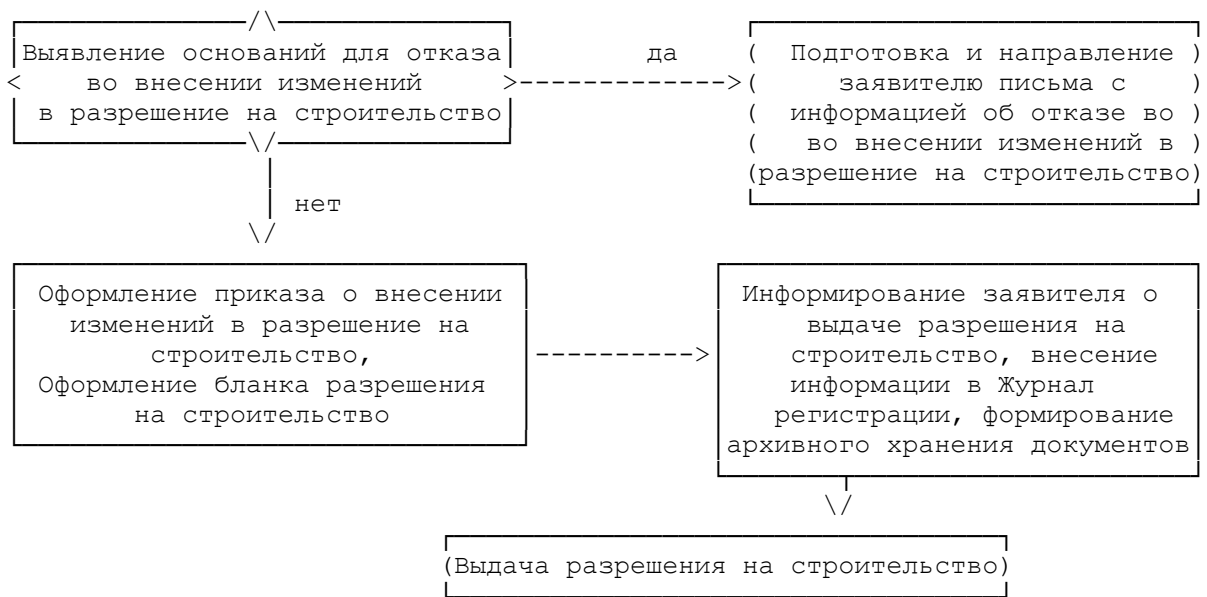 Выявление оснований для отказа
во внесении изменений
в разрешение на строительство
да
( Подготовка и направление )
( заявителю письма с )
( информацией об отказе во )
( во внесении изменений в )
(разрешение на строительство)
нет
Оформление приказа о внесении
изменений в разрешение на
строительство,
Оформление бланка разрешения
на строительство
Информирование заявителя о
выдаче разрешения на
строительство, внесение
информации в Журнал
регистрации, формирование
архивного хранения документов
(Выдача разрешения на строительство)